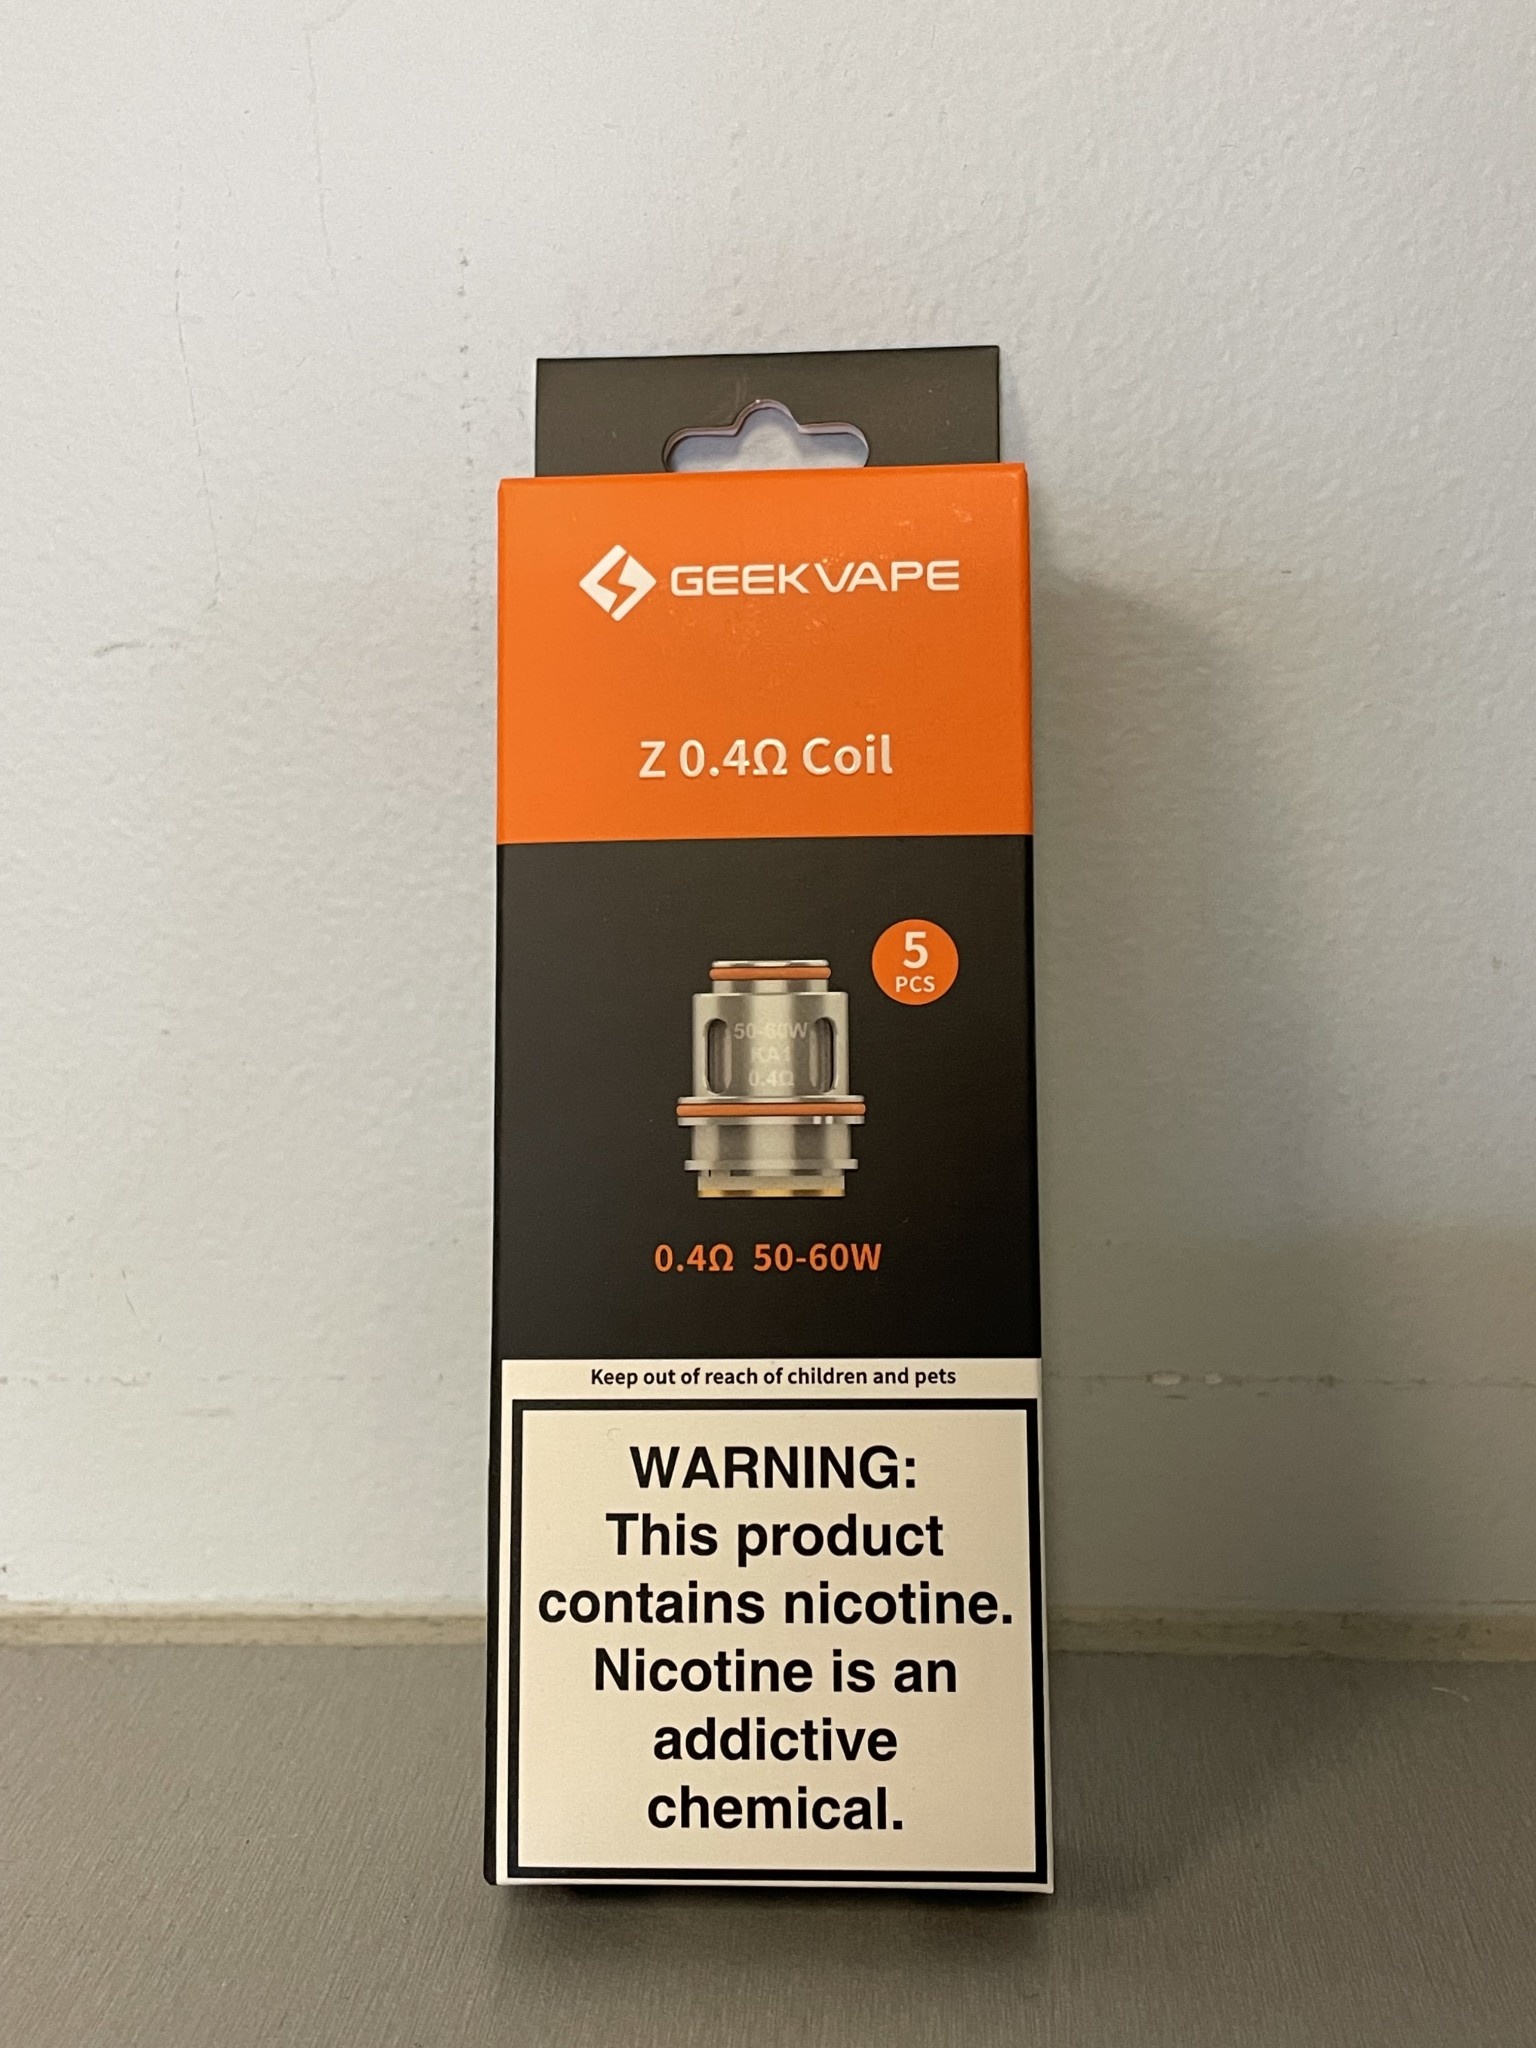 GEEKVAPE
Z 0.4Ω Coil
5
PCS
50-60W
KA1
0.4Ω
0.4Ω 50-60W
Keep out of reach of children and pets
WARNING:
This product
contains nicotine.
Nicotine is an
addictive
chemical.